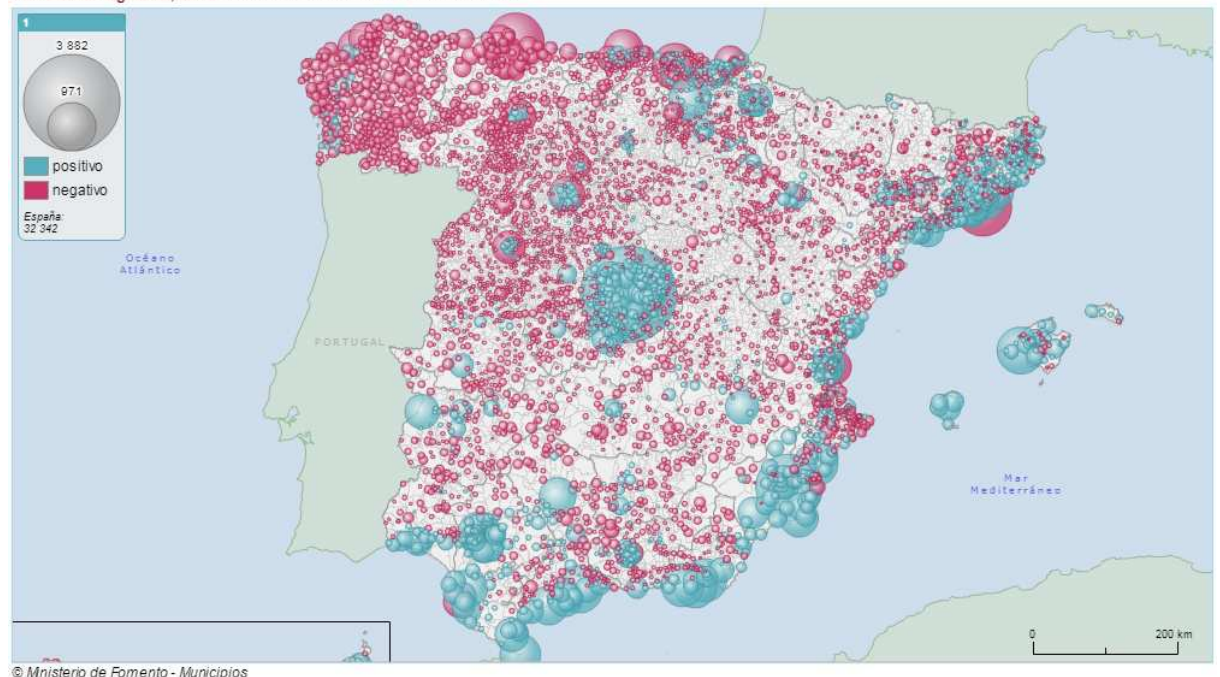 1
3 882
971
positivo
negativo
España:
32 342
Océano
Atlántico
PORTUGAL
Mar
Mediterráneo
0 200 km
© Ministerio de Fomento - Municipios